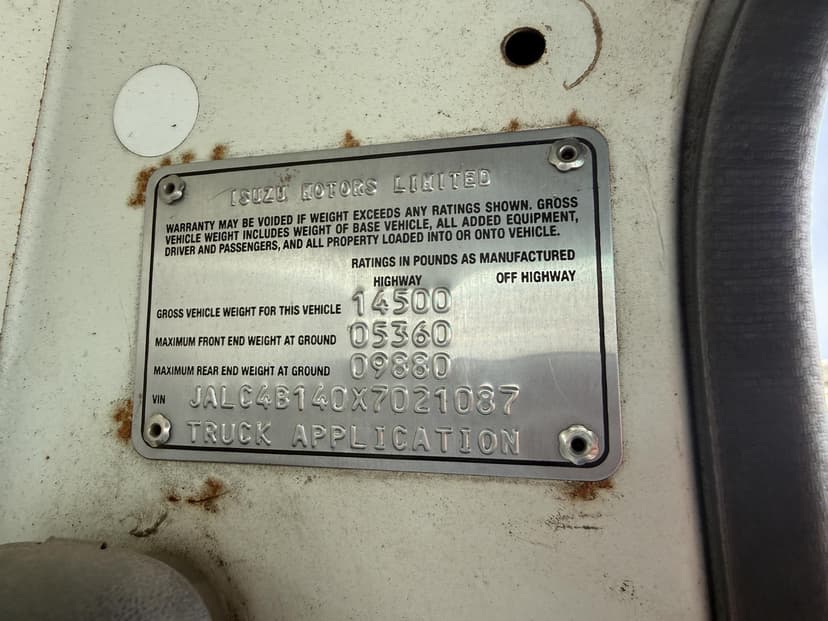 ISUZU MOTORS LIMITED
WARRANTY MAY BE VOIDED IF WEIGHT EXCEEDS ANY RATINGS SHOWN. GROSS
VEHICLE WEIGHT INCLUDES WEIGHT OF BASE VEHICLE, ALL ADDED EQUIPMENT,
DRIVER AND PASSENGERS, AND ALL PROPERTY LOADED INTO OR ONTO VEHICLE.
RATINGS IN POUNDS AS MANUFACTURED
HIGHWAY OFF HIGHWAY
GROSS VEHICLE WEIGHT FOR THIS VEHICLE 14500
MAXIMUM FRONT END WEIGHT AT GROUND 05360
MAXIMUM REAR END WEIGHT AT GROUND 09880
VIN JALC4B140X7021087
TRUCK APPLICATION